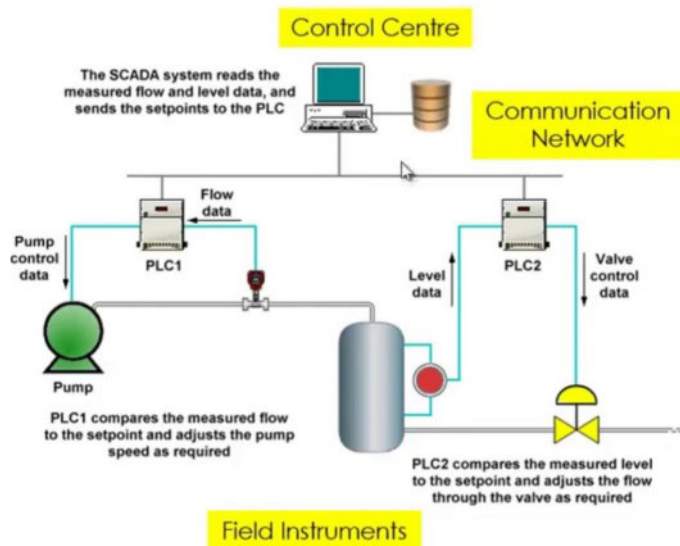 Control Centre
The SCADA system reads the
measured flow and level data, and
sends the setpoints to the PLC
Communication
Network
Flow
data
Pump
control
data
PLC1
Level
data
PLC2
Valve
control
data
Pump
PLC1 compares the measured flow
to the setpoint and adjusts the pump
speed as required
PLC2 compares the measured level
to the setpoint and adjusts the flow
through the valve as required
Field Instruments